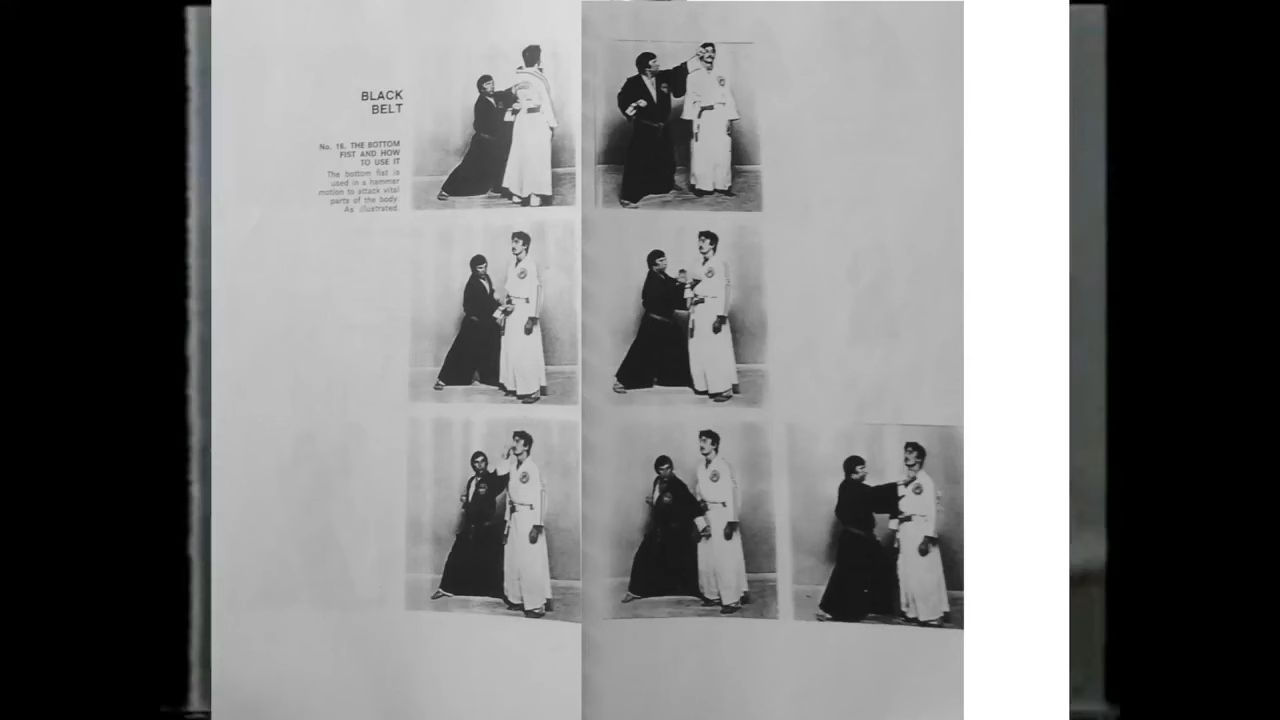 BLACK
BELT
No. 16. THE BOTTOM
FIST AND HOW
TO USE IT
The bottom fist is
used in a hammer
motion to attack vital
parts of the body.
As illustrated.